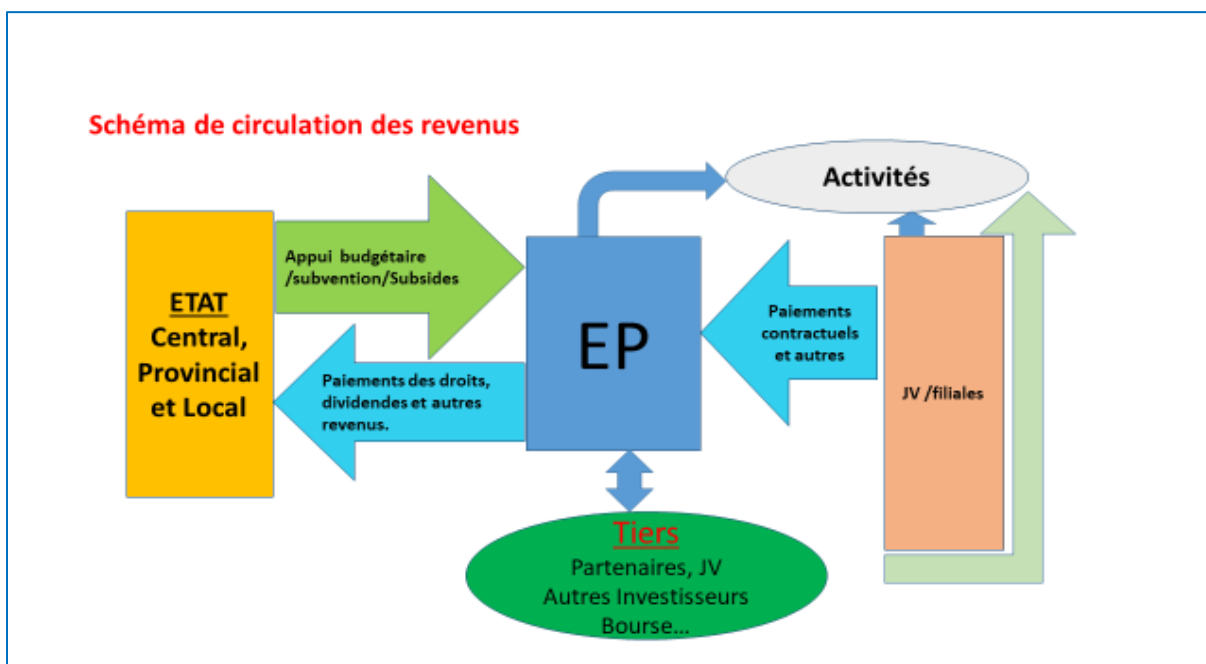 Schéma de circulation des revenus
Activités
ETAT
Central,
Provincial
et Local
Appui budgétaire
/subvention/Subsides
Paiements des droits,
dividendes et autres
revenus.
EP
Paiements
contractuels
et autres
JV /filiales
Tiers
Partenaires, JV
Autres Investisseurs
Bourse...